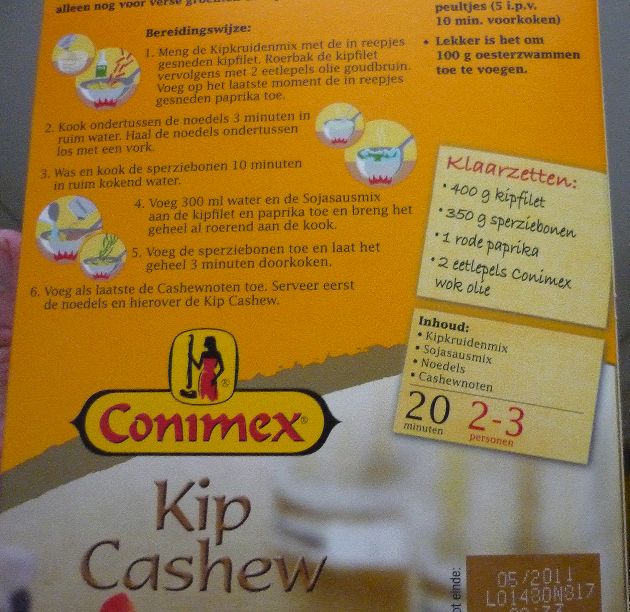 alleen nog voor verse
peultjes (5 i.p.v.
10 min. voorkoken)
• Lekker is het om
100 g oesterzwammen
toe te voegen.
Bereidingswijze:
1. Meng de Kipkruidenmix met de in reepjes
gesneden kipfilet. Roerbak de kipfilet
vervolgens met 2 eetlepels olie goudbruin.
Voeg op het laatste moment de in reepjes
gesneden paprika toe.
2. Kook ondertussen de noedels 3 minuten in
ruim water. Haal de noedels ondertussen
los met een vork.
3. Was en kook de sperziebonen 10 minuten
in ruim kokend water.
4. Voeg 300 ml water en de Sojasausmix
aan de kipfilet en paprika toe en breng het
geheel al roerend aan de kook.
5. Voeg de sperziebonen toe en laat het
geheel 3 minuten doorkoken.
6. Voeg als laatste de Cashewnoten toe. Serveer eerst
de noedels en hierover de Kip Cashew.
Klaarzetten:
• 400 g kipfilet
• 350 g sperziebonen
• 1 rode paprika
• 2 eetlepels Conimex
wok olie
Inhoud:
• Kipkruidenmix
• Sojasausmix
• Noedels
• Cashewnoten
20 2-3
minuten personen
Conimex®
Kip
Cashew
einde:
05/2011
L01480N817